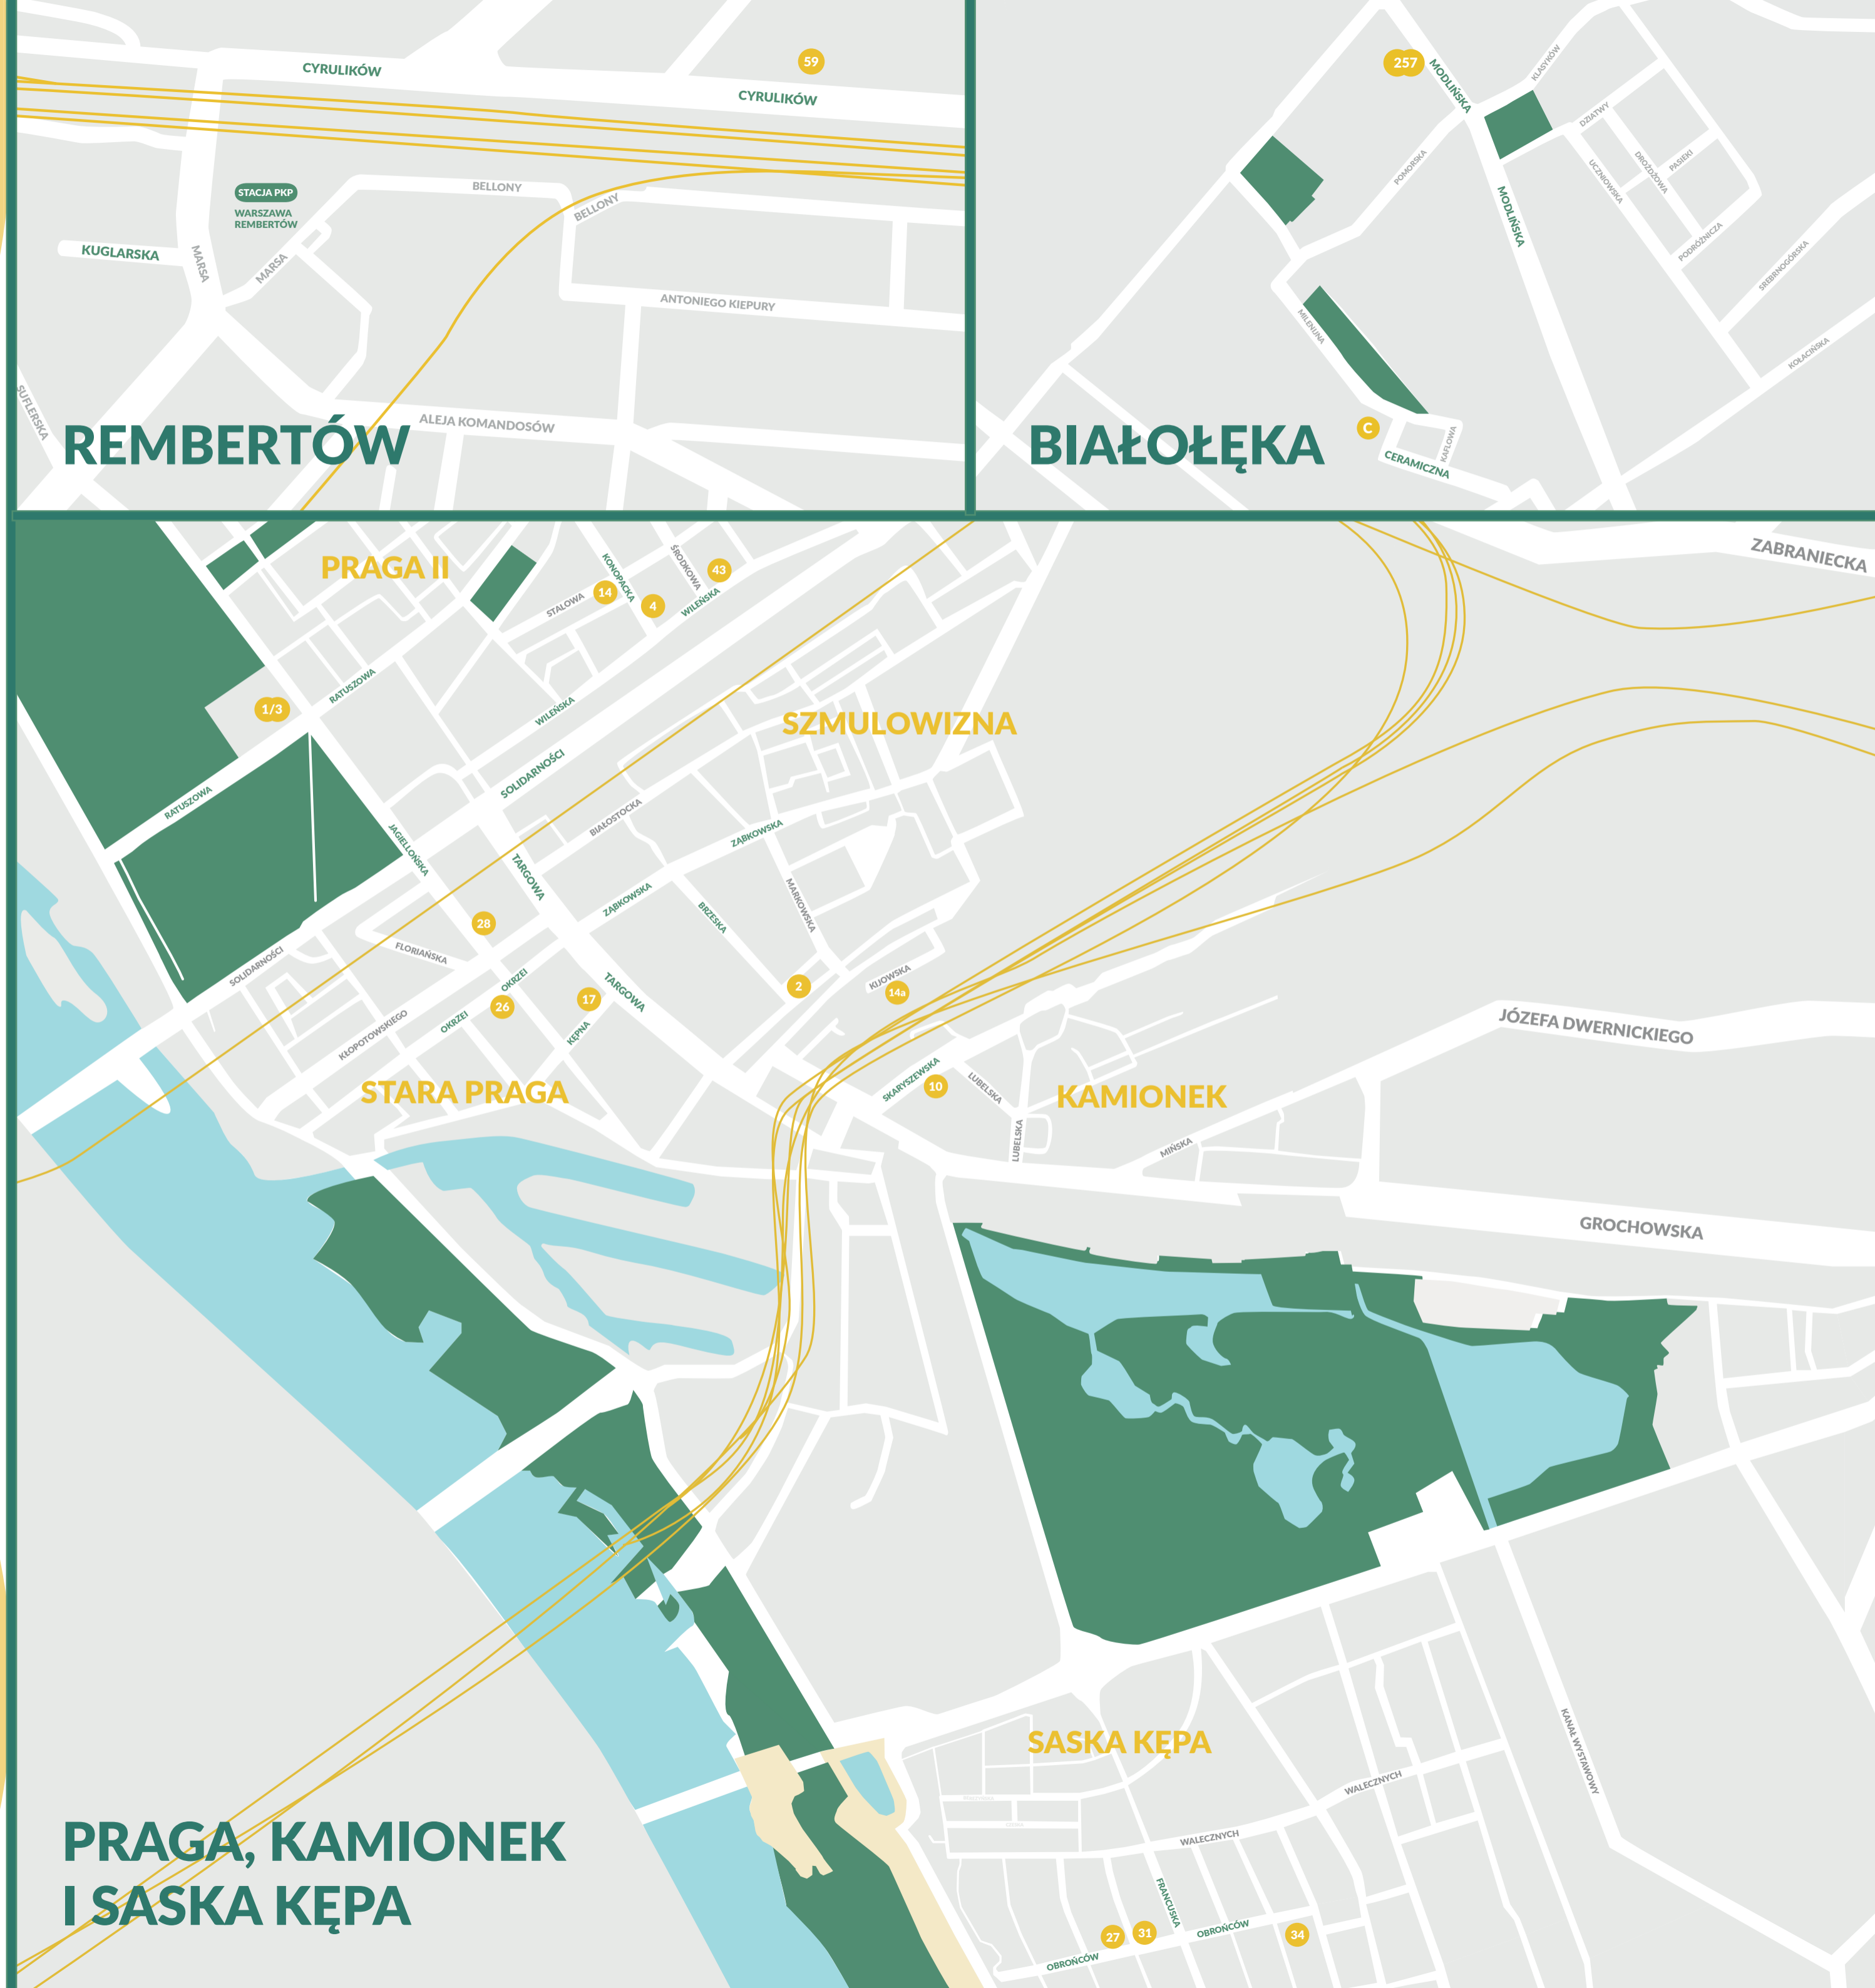 CYRULIKÓW
59
CYRULIKÓW
STACJA PKP
WARSZAWA
REMBERTÓW
BELLONY
BELLONY
KUGLARSKA
MARSA
MARSA
ANTONIEGO KIEPURY
SUFLERSKA
ALEJA KOMANDOSÓW
REMBERTÓW
257
MODLIŃSKA
KLASYKÓW
DZIATWY
POMORSKA
UCZNIOWSKA
DROŻDŻOWA
PASIEKI
MODLIŃSKA
PODRÓŻNICZA
SREBRNOGÓRSKA
MILENIJNA
KOŁACIŃSKA
C
KAFLOWA
CERAMICZNA
BIAŁOŁĘKA
ZABRANIECKA
PRAGA II
KONOPACKA
ŚRODKOWA
43
14
STALOWA
4
WILEŃSKA
RATUSZOWA
1/3
WILEŃSKA
SZMULOWIZNA
SOLIDARNOŚCI
RATUSZOWA
BIAŁOSTOCKA
JAGIELLOŃSKA
TARGOWA
ZĄBKOWSKA
ZĄBKOWSKA
MARKOWSKA
BRZESKA
28
FLORIAŃSKA
SOLIDARNOŚCI
OKRZEI
TARGOWA
2
KIJOWSKA
14a
17
26
OKRZEI
KĘPNA
KŁOPOTOWSKIEGO
JÓZEFA DWERNICKIEGO
STARA PRAGA
SKARYSZEWSKA
10
LUBELSKA
KAMIONEK
LUBELSKA
MIŃSKA
GROCHOWSKA
SASKA KĘPA
KANAŁ WYSTAWOWY
WALECZNYCH
WALECZNYCH
FRANCUSKA
27
31
OBROŃCÓW
34
OBROŃCÓW
PRAGA, KAMIONEK
I SASKA KĘPA